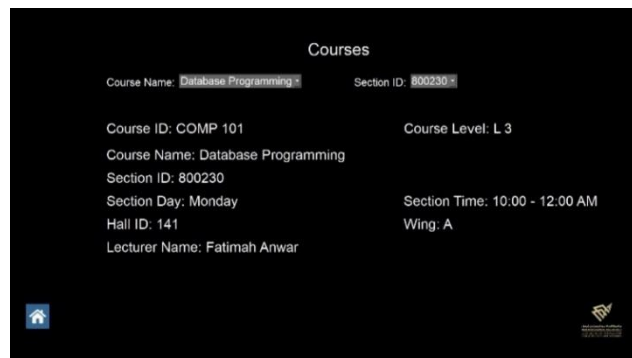 Courses
Course Name: Database Programming
Section ID: 800230
Course ID: COMP 101
Course Level: L 3
Course Name: Database Programming
Section ID: 800230
Section Day: Monday
Section Time: 10:00 - 12:00 AM
Hall ID: 141
Wing: A
Lecturer Name: Fatimah Anwar